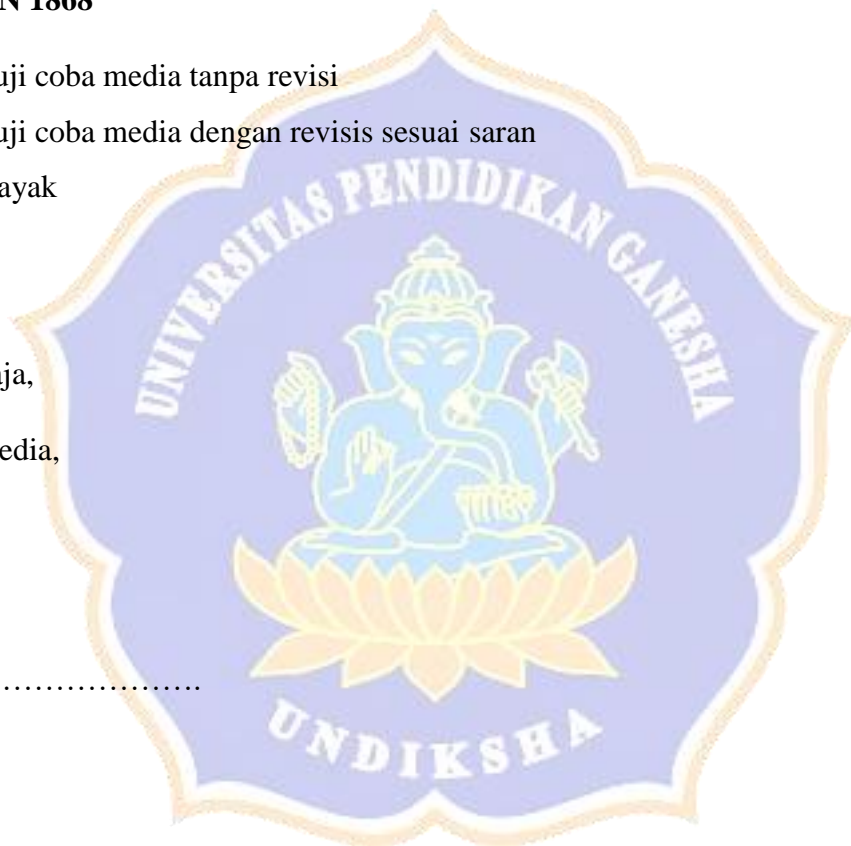 N 1868
uji coba media tanpa revisi
uji coba media dengan revisis sesuai saran
ayak
UNIVERSITAS PENDIDIKAN GANESHA
ja,
edia,
………………….
UNDIKSHA